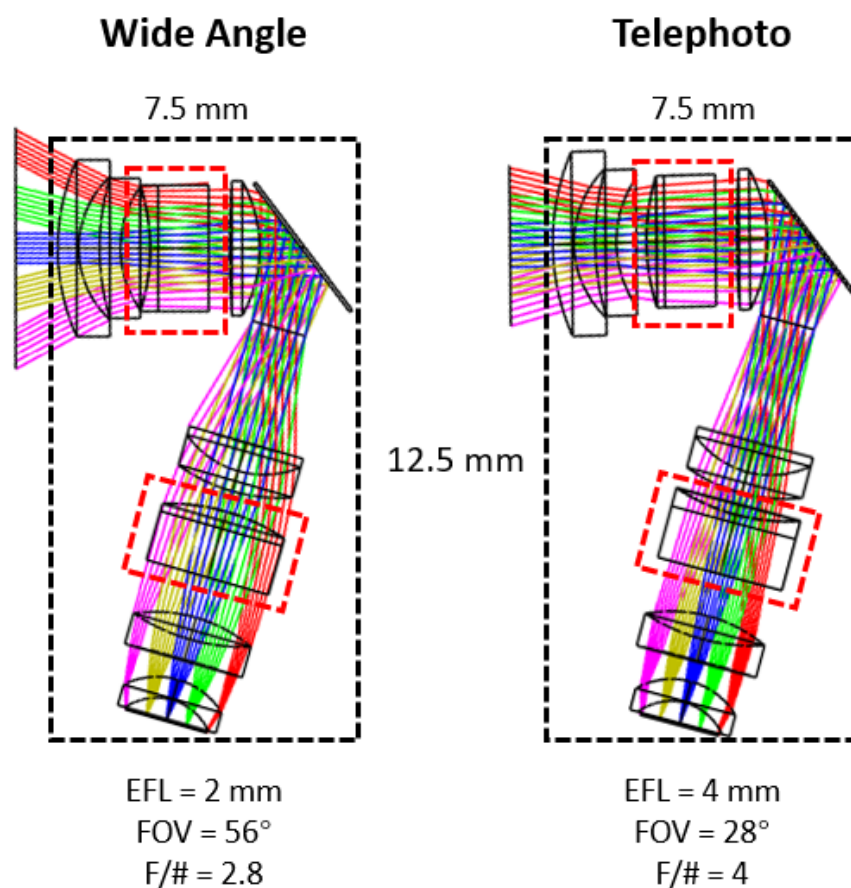 Wide Angle
Telephoto
7.5 mm
7.5 mm
12.5 mm
EFL = 2 mm
FOV = 56°
F/# = 2.8
EFL = 4 mm
FOV = 28°
F/# = 4